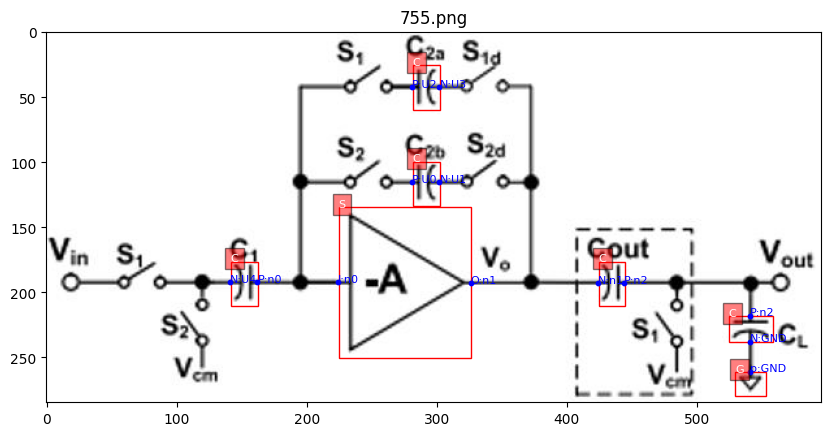 755.png
0
50
100
150
200
250
0
100
200
300
400
500
S1
C2a
S1d
C
P:U2
N:U3
S2
C2b
S2d
C
P:U0
N:U1
S
Vin
S1
C1
C
N:U4
P:n0
I:n0
-A
Vo
O:n1
Cout
C
N:n1
P:n2
Vout
S2
Vcm
S1
Vcm
C
P:n2
CL
N:GND
G
p:GND